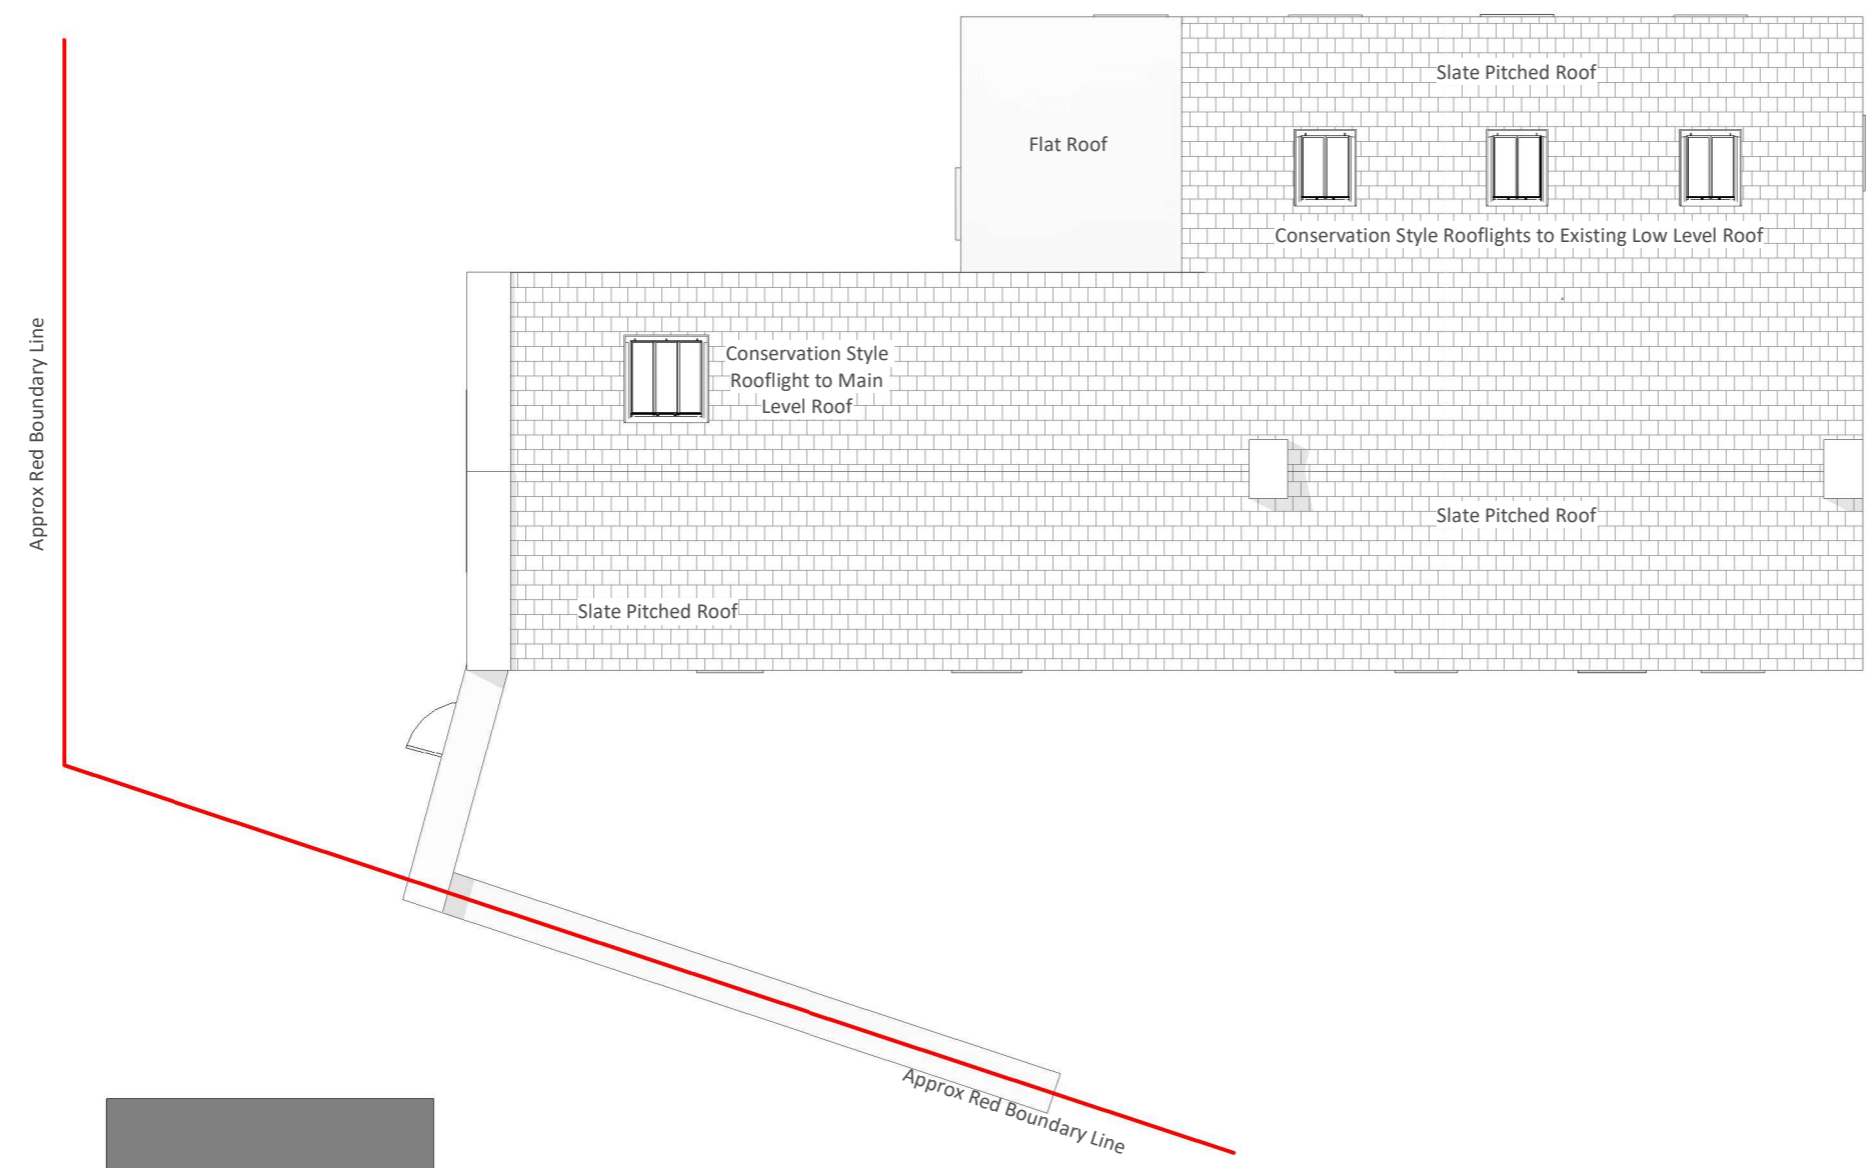 Slate Pitched Roof
Flat Roof
Conservation Style Rooflights to Existing Low Level Roof
Approx Red Boundary Line
Conservation Style
Rooflight to Main
Level Roof
Slate Pitched Roof
Slate Pitched Roof
Approx Red Boundary Line